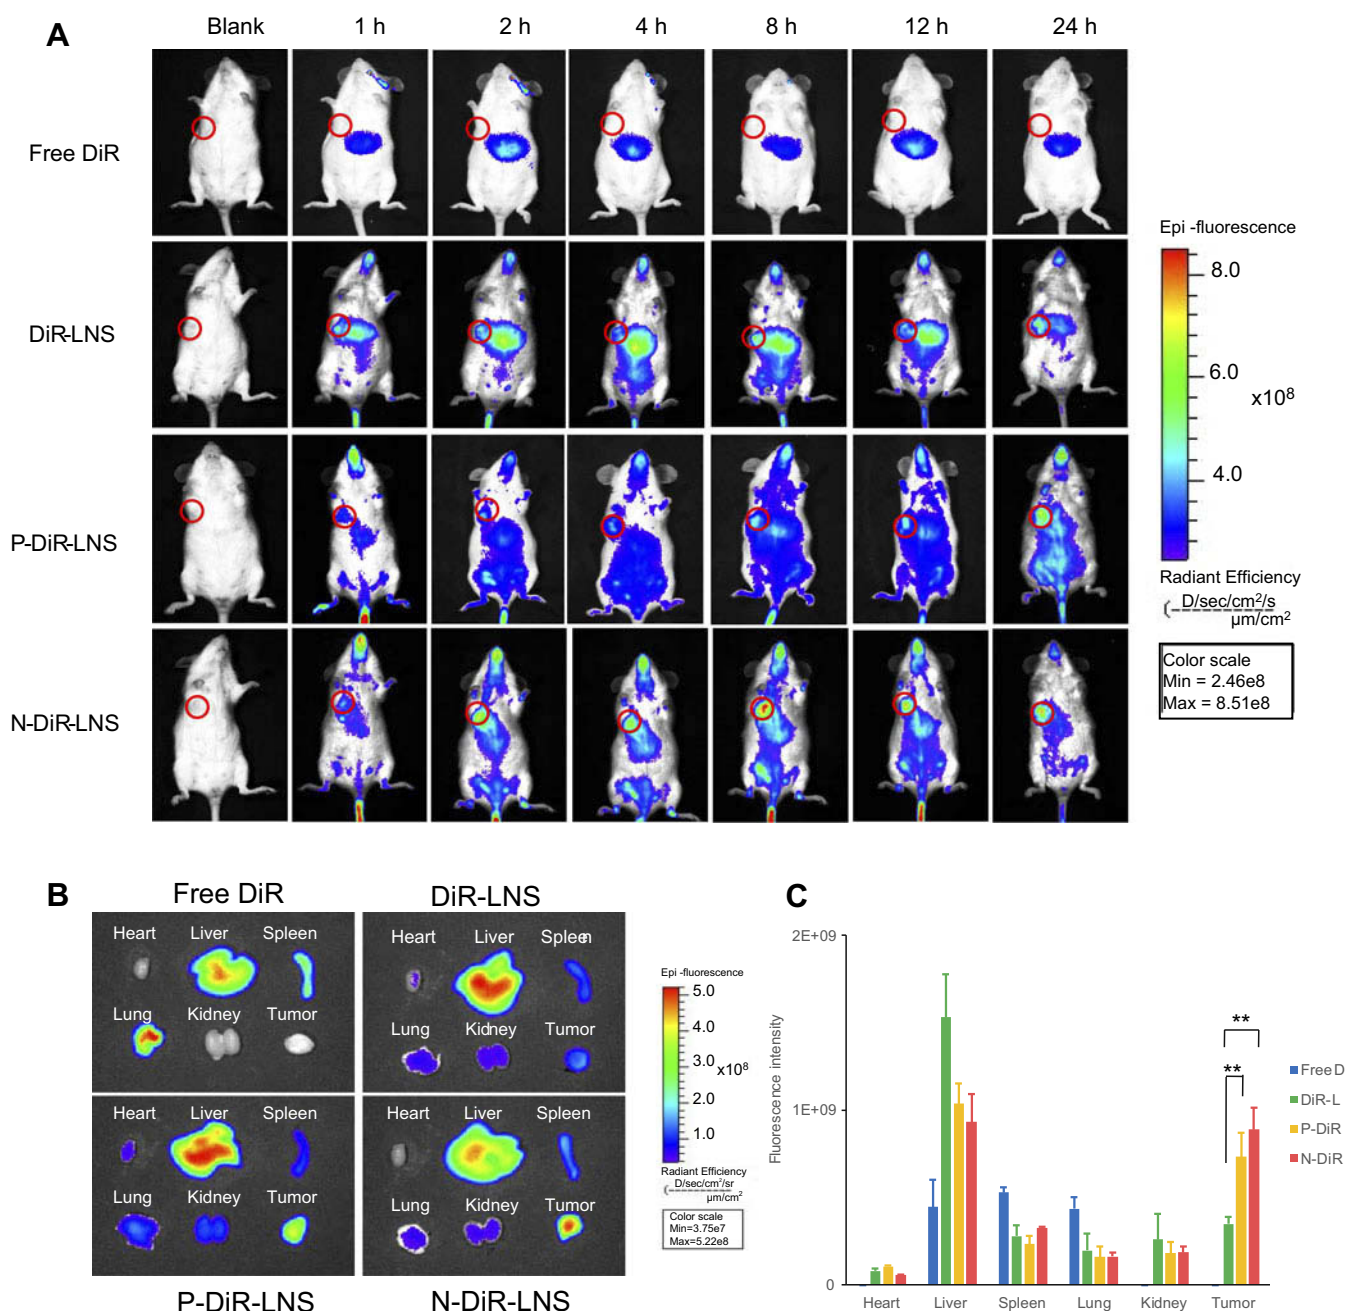 A
Blank 1 h 2 h 4 h 8 h 12 h 24 h
Free DiR
DiR-LNS
P-DiR-LNS
N-DiR-LNS
Epi -fluorescence
8.0
6.0
x10⁸
4.0
Radiant Efficiency
D/sec/cm²/s
µm/cm²
Color scale
Min = 2.46e8
Max = 8.51e8
B
Free DiR DiR-LNS
Heart Liver Spleen
Lung Kidney Tumor
Heart Liver Spleen
Lung Kidney Tumor
Heart Liver Spleen
Lung Kidney Tumor
Heart Liver Spleen
Lung Kidney Tumor
P-DiR-LNS N-DiR-LNS
Epi -fluorescence
5.0
4.0
3.0
x10⁸
2.0
1.0
Radiant Efficiency
D/sec/cm²/sr
µm/cm²
Color scale
Min=3.75e7
Max=5.22e8
C
2E+09
1E+09
0
Fluorescence intensity
**
**
Free D
DiR-L
P-DiR
N-DiR
Heart Liver Spleen Lung Kidney Tumor